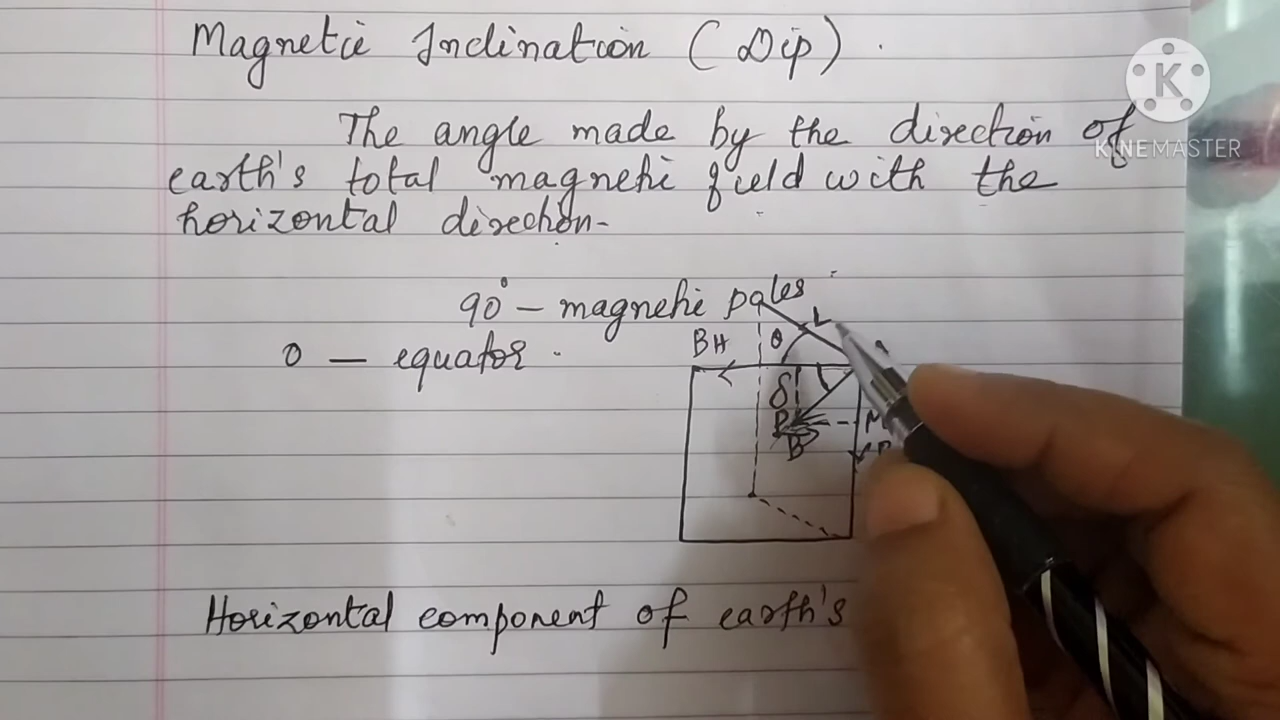 Magnetic Inclination (Dip).
The angle made by the direction of
KINEMASTER
earth's total magnetic field with the
horizontal direction-
90° – magnetic poles
0 — equator.
BH
θ
L
δ
P
M
B
Horizontal component of earth's